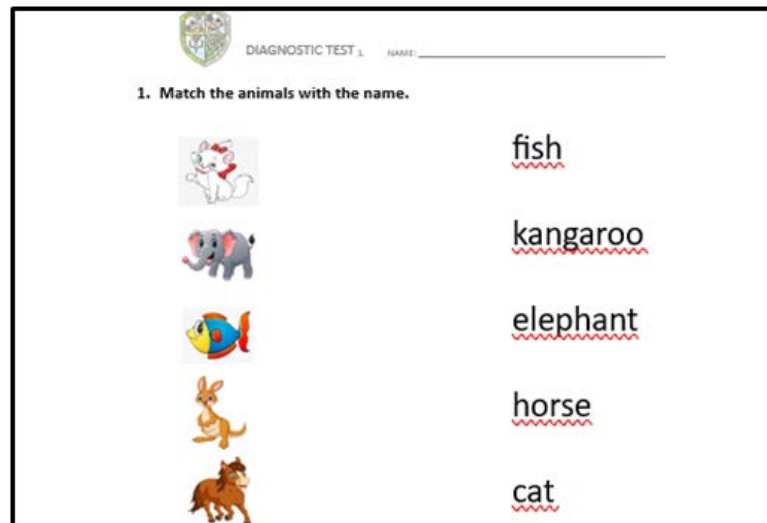 DIAGNOSTIC TEST 1. NAME:
1. Match the animals with the name.
fish
kangaroo
elephant
horse
cat